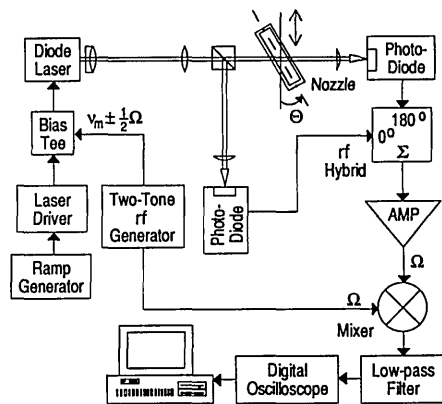 Diode
Laser
Nozzle
Θ
Photo-
Diode
Bias
Tee
νm ± ½Ω
180°
0°
Σ
rf
Hybrid
Laser
Driver
Two-Tone
rf
Generator
Photo-
Diode
AMP
Ramp
Generator
Ω
Ω
Mixer
Digital
Oscilloscope
Low-pass
Filter